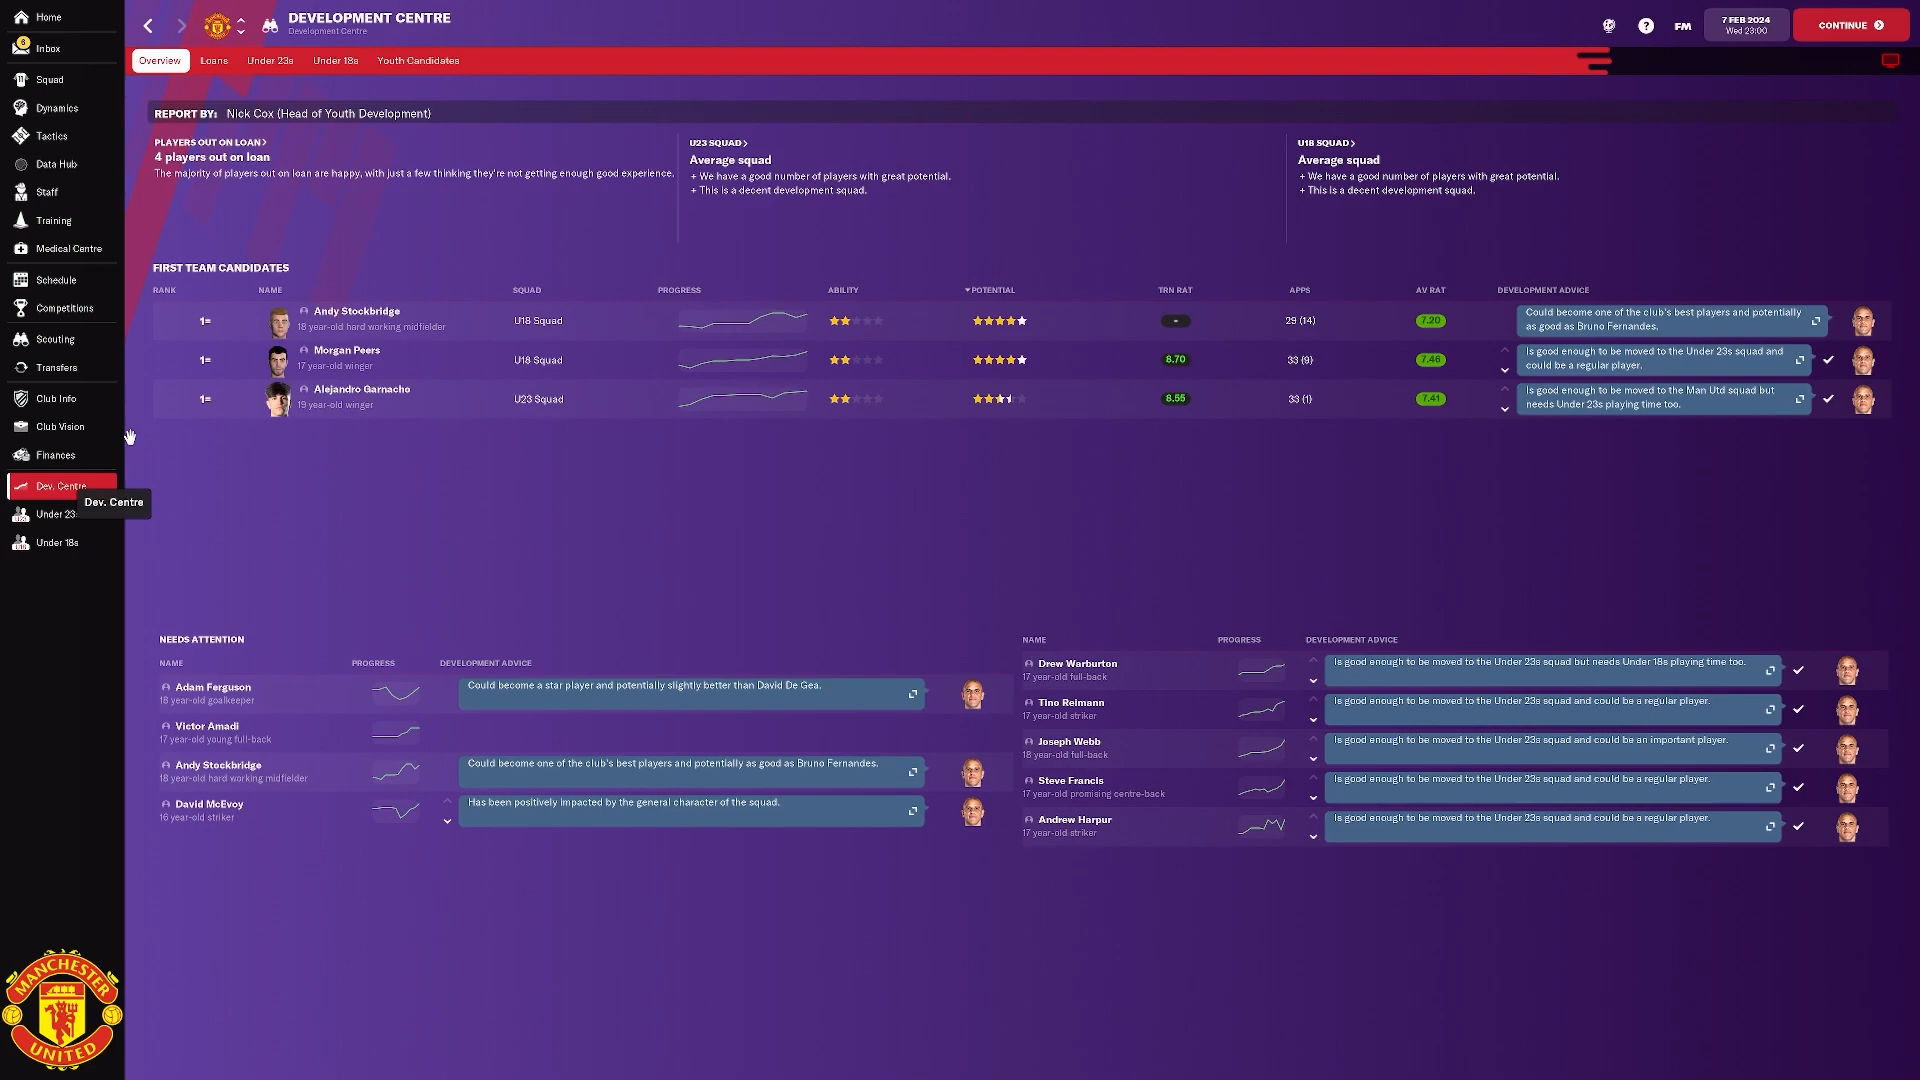 Home
6
Inbox
Squad
Dynamics
Tactics
Data Hub
Staff
Training
Medical Centre
Schedule
Competitions
Scouting
Transfers
Club Info
Club Vision
Finances
Dev. Centre
Dev. Centre
Under 23s
Under 18s
MANCHESTER
UNITED
DEVELOPMENT CENTRE
Development Centre
?
FM
7 FEB 2024
Wed 23:00
CONTINUE
Overview
Loans
Under 23s
Under 18s
Youth Candidates
REPORT BY: Nick Cox (Head of Youth Development)
PLAYERS OUT ON LOAN>
4 players out on loan
The majority of players out on loan are happy, with just a few thinking they're not getting enough good experience.
U23 SQUAD>
Average squad
+ We have a good number of players with great potential.
+ This is a decent development squad.
U18 SQUAD>
Average squad
+ We have a good number of players with great potential.
+ This is a decent development squad.
FIRST TEAM CANDIDATES
RANK NAME SQUAD PROGRESS ABILITY POTENTIAL TRN RAT APPS AV RAT DEVELOPMENT ADVICE
1= Andy Stockbridge
18 year-old hard working midfielder
U18 Squad - 29 (14) 7.20
Could become one of the club's best players and potentially
as good as Bruno Fernandes.
1= Morgan Peers
17 year-old winger
U18 Squad 8.70 33 (9) 7.46
Is good enough to be moved to the Under 23s squad and
could be a regular player.
1= Alejandro Garnacho
19 year-old winger
U23 Squad 8.55 33 (1) 7.41
Is good enough to be moved to the Man Utd squad but
needs Under 23s playing time too.
NEEDS ATTENTION
NAME PROGRESS DEVELOPMENT ADVICE
Adam Ferguson
18 year-old goalkeeper
Could become a star player and potentially slightly better than David De Gea.
Victor Amadi
17 year-old young full-back
Andy Stockbridge
18 year-old hard working midfielder
Could become one of the club's best players and potentially as good as Bruno Fernandes.
David McEvoy
16 year-old striker
Has been positively impacted by the general character of the squad.
NAME PROGRESS DEVELOPMENT ADVICE
Drew Warburton
17 year-old full-back
Is good enough to be moved to the Under 23s squad but needs Under 18s playing time too.
Tino Reimann
17 year-old striker
Is good enough to be moved to the Under 23s squad and could be a regular player.
Joseph Webb
18 year-old full-back
Is good enough to be moved to the Under 23s squad and could be an important player.
Steve Francis
17 year-old promising centre-back
Is good enough to be moved to the Under 23s squad and could be a regular player.
Andrew Harpur
17 year-old striker
Is good enough to be moved to the Under 23s squad and could be a regular player.